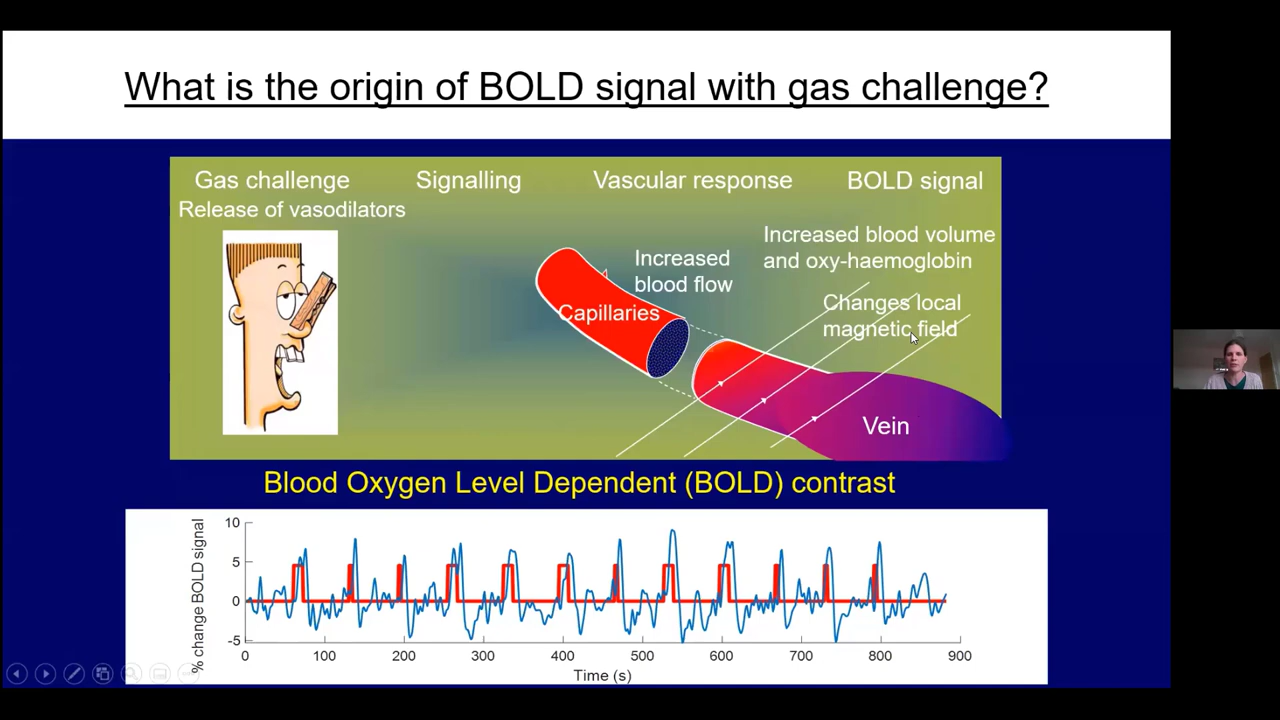 What is the origin of BOLD signal with gas challenge?
Gas challenge
Signalling
Vascular response
BOLD signal
Release of vasodilators
Increased blood volume
and oxy-haemoglobin
Increased
blood flow
Changes local
magnetic field
Capillaries
Vein
Blood Oxygen Level Dependent (BOLD) contrast
% change BOLD signal
10
5
0
-5
0 100 200 300 400 500 600 700 800 900
Time (s)